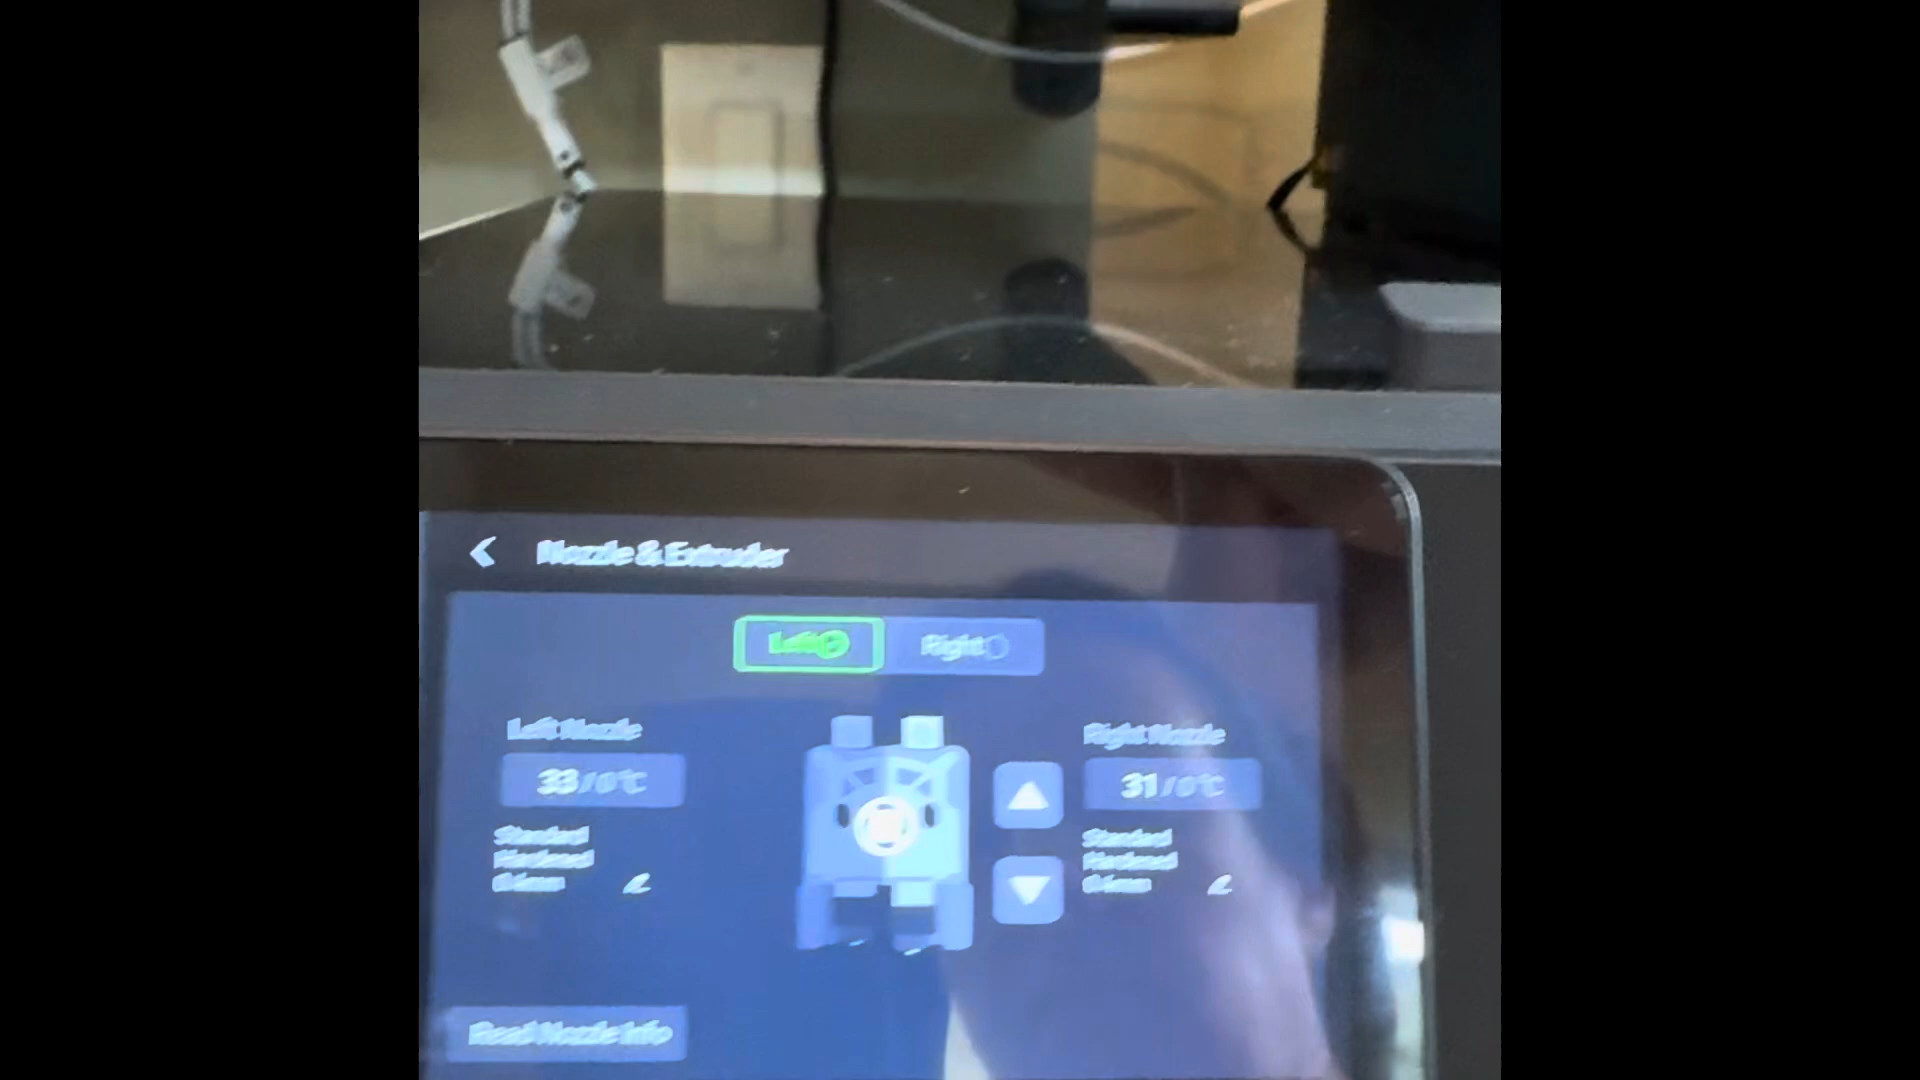 Nozzle & Extruder
Left
Right
Left Nozzle
33 / 0℃
Standard
Hardened
Right Nozzle
31 / 0℃
Standard
Hardened
Read Nozzle Info